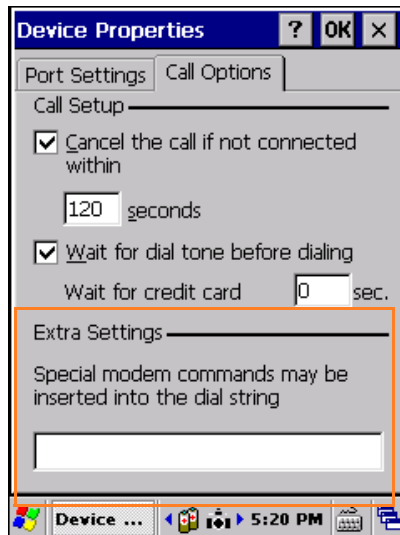 Device Properties ? OK ×
Port Settings Call Options
Call Setup
Cancel the call if not connected
within
120 seconds
Wait for dial tone before dialing
Wait for credit card 0 sec.
Extra Settings
Special modem commands may be
inserted into the dial string
Device ... 5:20 PM